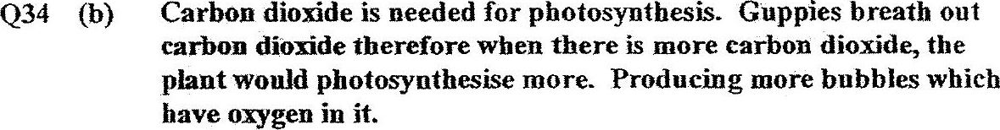 Q34 (b) Carbon dioxide is needed for photosynthesis. Guppies breath out
carbon dioxide therefore when there is more carbon dioxide, the
plant would photosynthesise more. Producing more bubbles which
have oxygen in it.